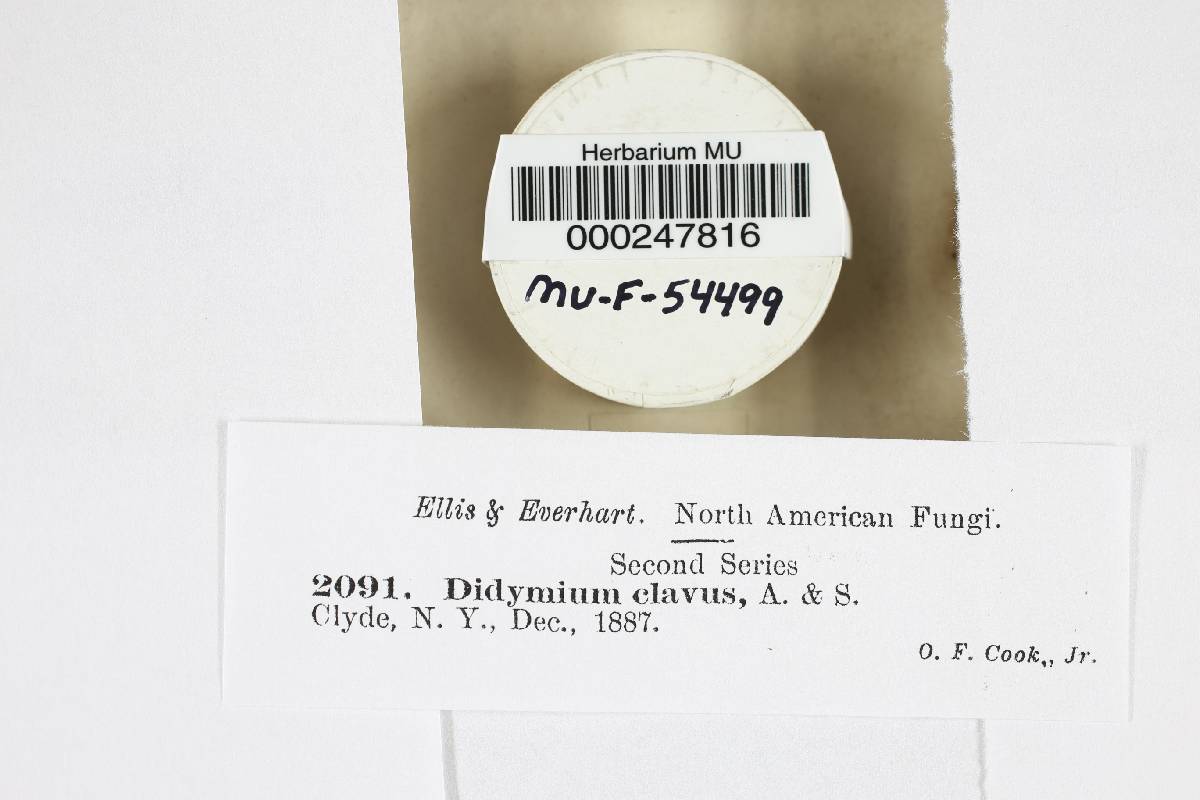 Herbarium MU
000247816
MU-F-54499
Ellis & Everhart. North American Fungi.
Second Series
2091. Didymium clavus, A. & S.
Clyde, N. Y., Dec., 1887.
O. F. Cook,, Jr.